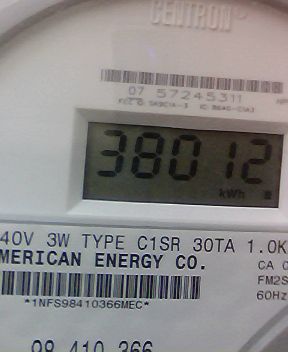 CENTRON
07 57245311
38012
kWh
40V 3W TYPE C1SR 30TA 1.0K
MERICAN ENERGY CO.
CA 0
FM2S
60Hz
*1NFS98410366MEC*
98 410 366